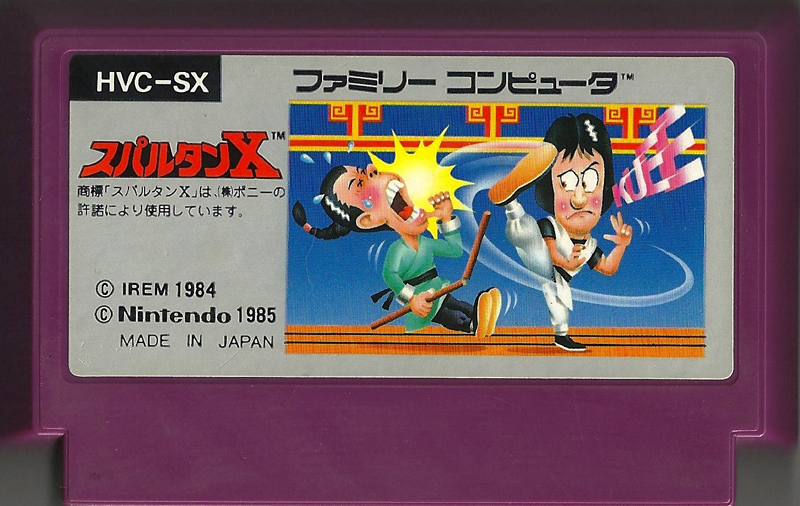 HVC-SX
ファミリー コンピュータ™
スパルタンX™
商標「スパルタンX」は、(株)ポニーの
許諾により使用しています。
© IREM 1984
© Nintendo 1985
MADE IN JAPAN